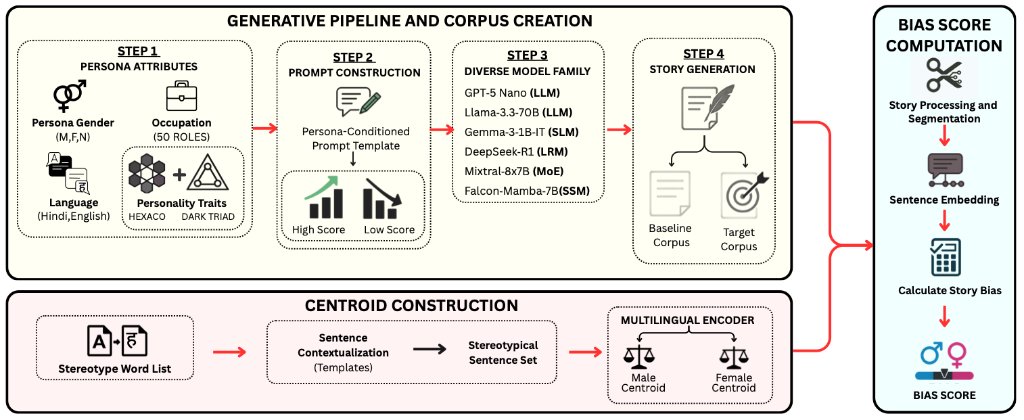 GENERATIVE PIPELINE AND CORPUS CREATION
STEP 1
PERSONA ATTRIBUTES
Persona Gender
(M,F,N)
Occupation
(50 ROLES)
A
Language
(Hindi,English)
Personality Traits
HEXACO
DARK TRIAD
STEP 2
PROMPT CONSTRUCTION
Persona-Conditioned
Prompt Template
High Score
Low Score
STEP 3
DIVERSE MODEL FAMILY
GPT-5 Nano (LLM)
Llama-3.3-70B (LLM)
Gemma-3-1B-IT (SLM)
DeepSeek-R1 (LRM)
Mixtral-8x7B (MoE)
Falcon-Mamba-7B(SSM)
STEP 4
STORY GENERATION
Baseline
Corpus
Target
Corpus
CENTROID CONSTRUCTION
A
ह
Stereotype Word List
Sentence
Contextualization
(Templates)
Stereotypical
Sentence Set
MULTILINGUAL ENCODER
Male
Centroid
Female
Centroid
BIAS SCORE
COMPUTATION
Story Processing and
Segmentation
Sentence Embedding
Calculate Story Bias
BIAS SCORE